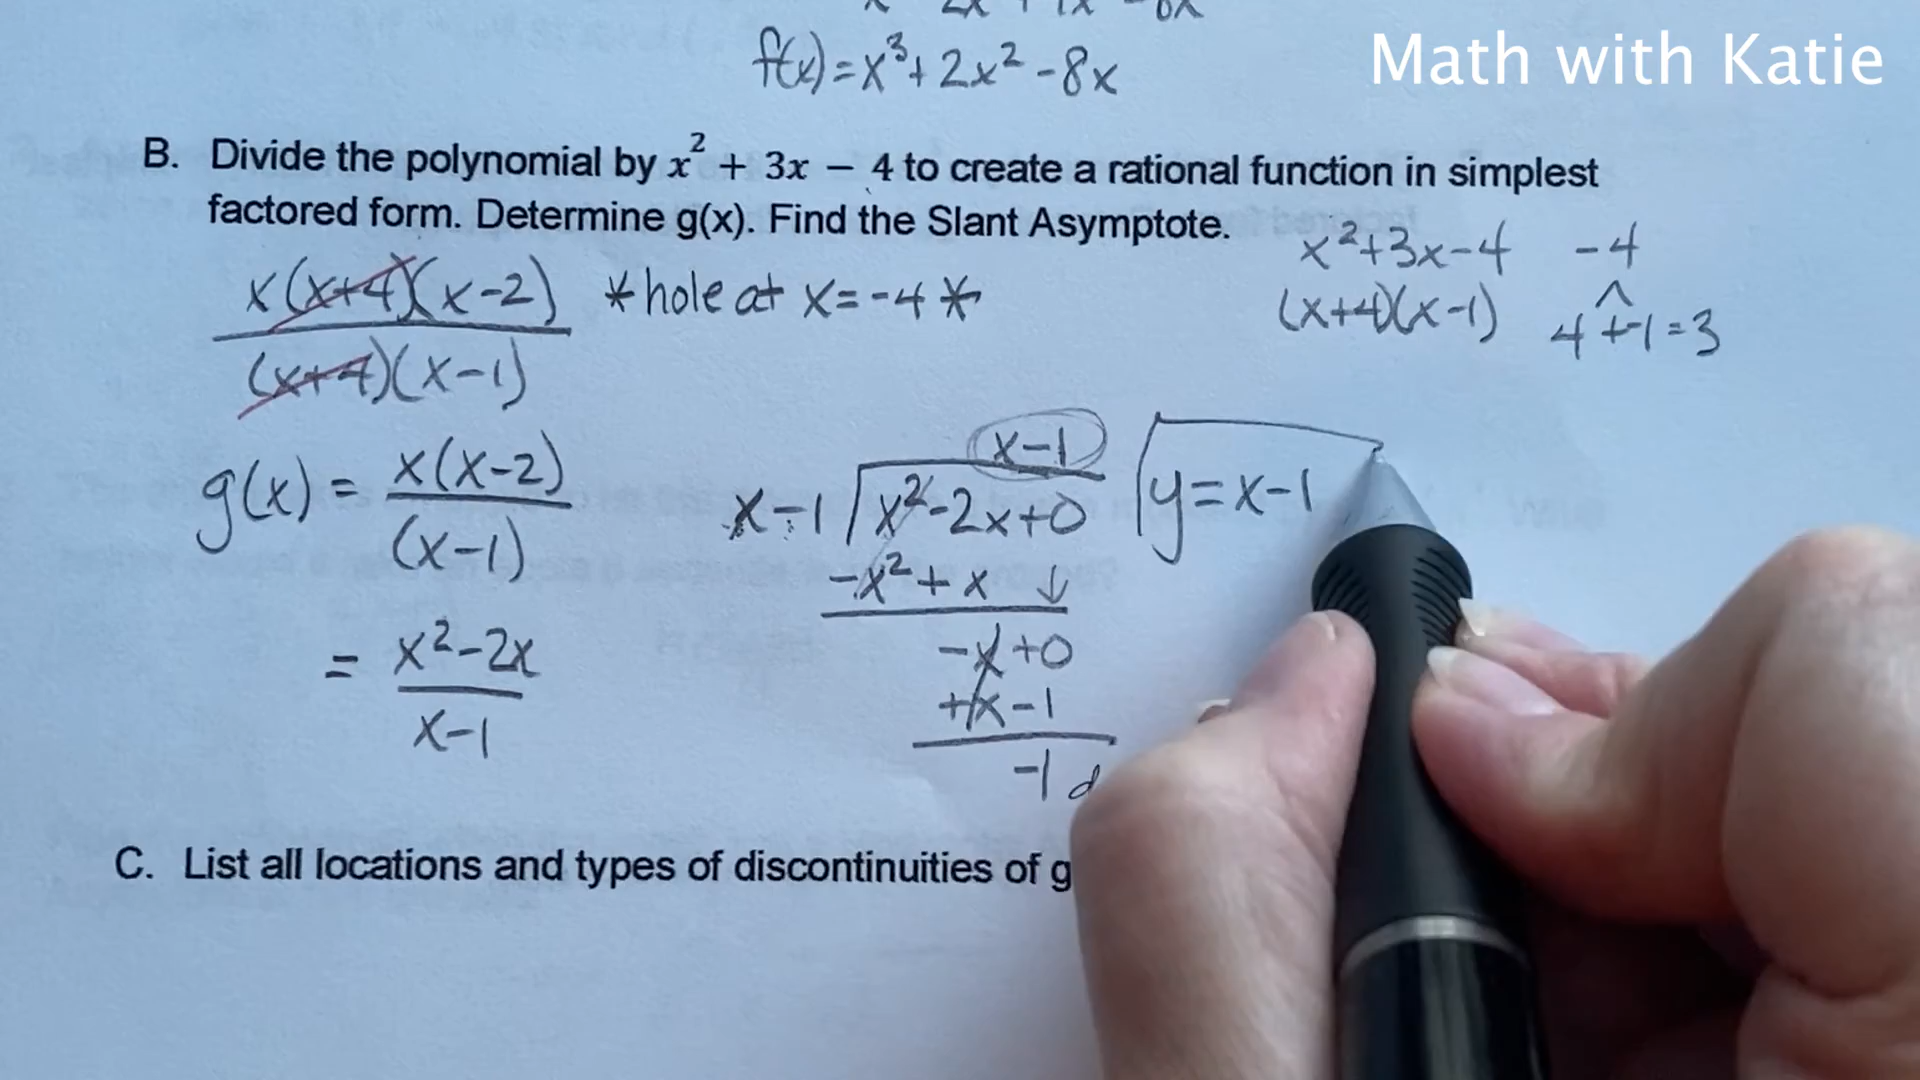 Math with Katie
f(x)=x³+2x²-8x
B. Divide the polynomial by x² + 3x − 4 to create a rational function in simplest
factored form. Determine g(x). Find the Slant Asymptote.
x(x+4)(x-2)
(x+4)(x-1)
*hole at x=-4*
x²+3x-4
(x+4)(x-1)
-4
^
4+-1=3
g(x) = x(x-2)
(x-1)
= x²-2x
x-1
x-1
x-1 x²-2x+0
-x²+x ↓
-x+0
+x-1
-1
y=x-1
C. List all locations and types of discontinuities of g